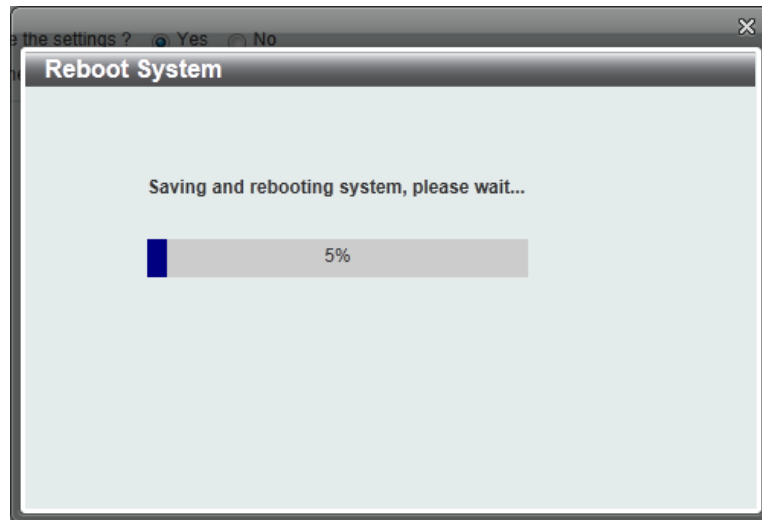 e the settings ? Yes No
Reboot System
Saving and rebooting system, please wait...
5%